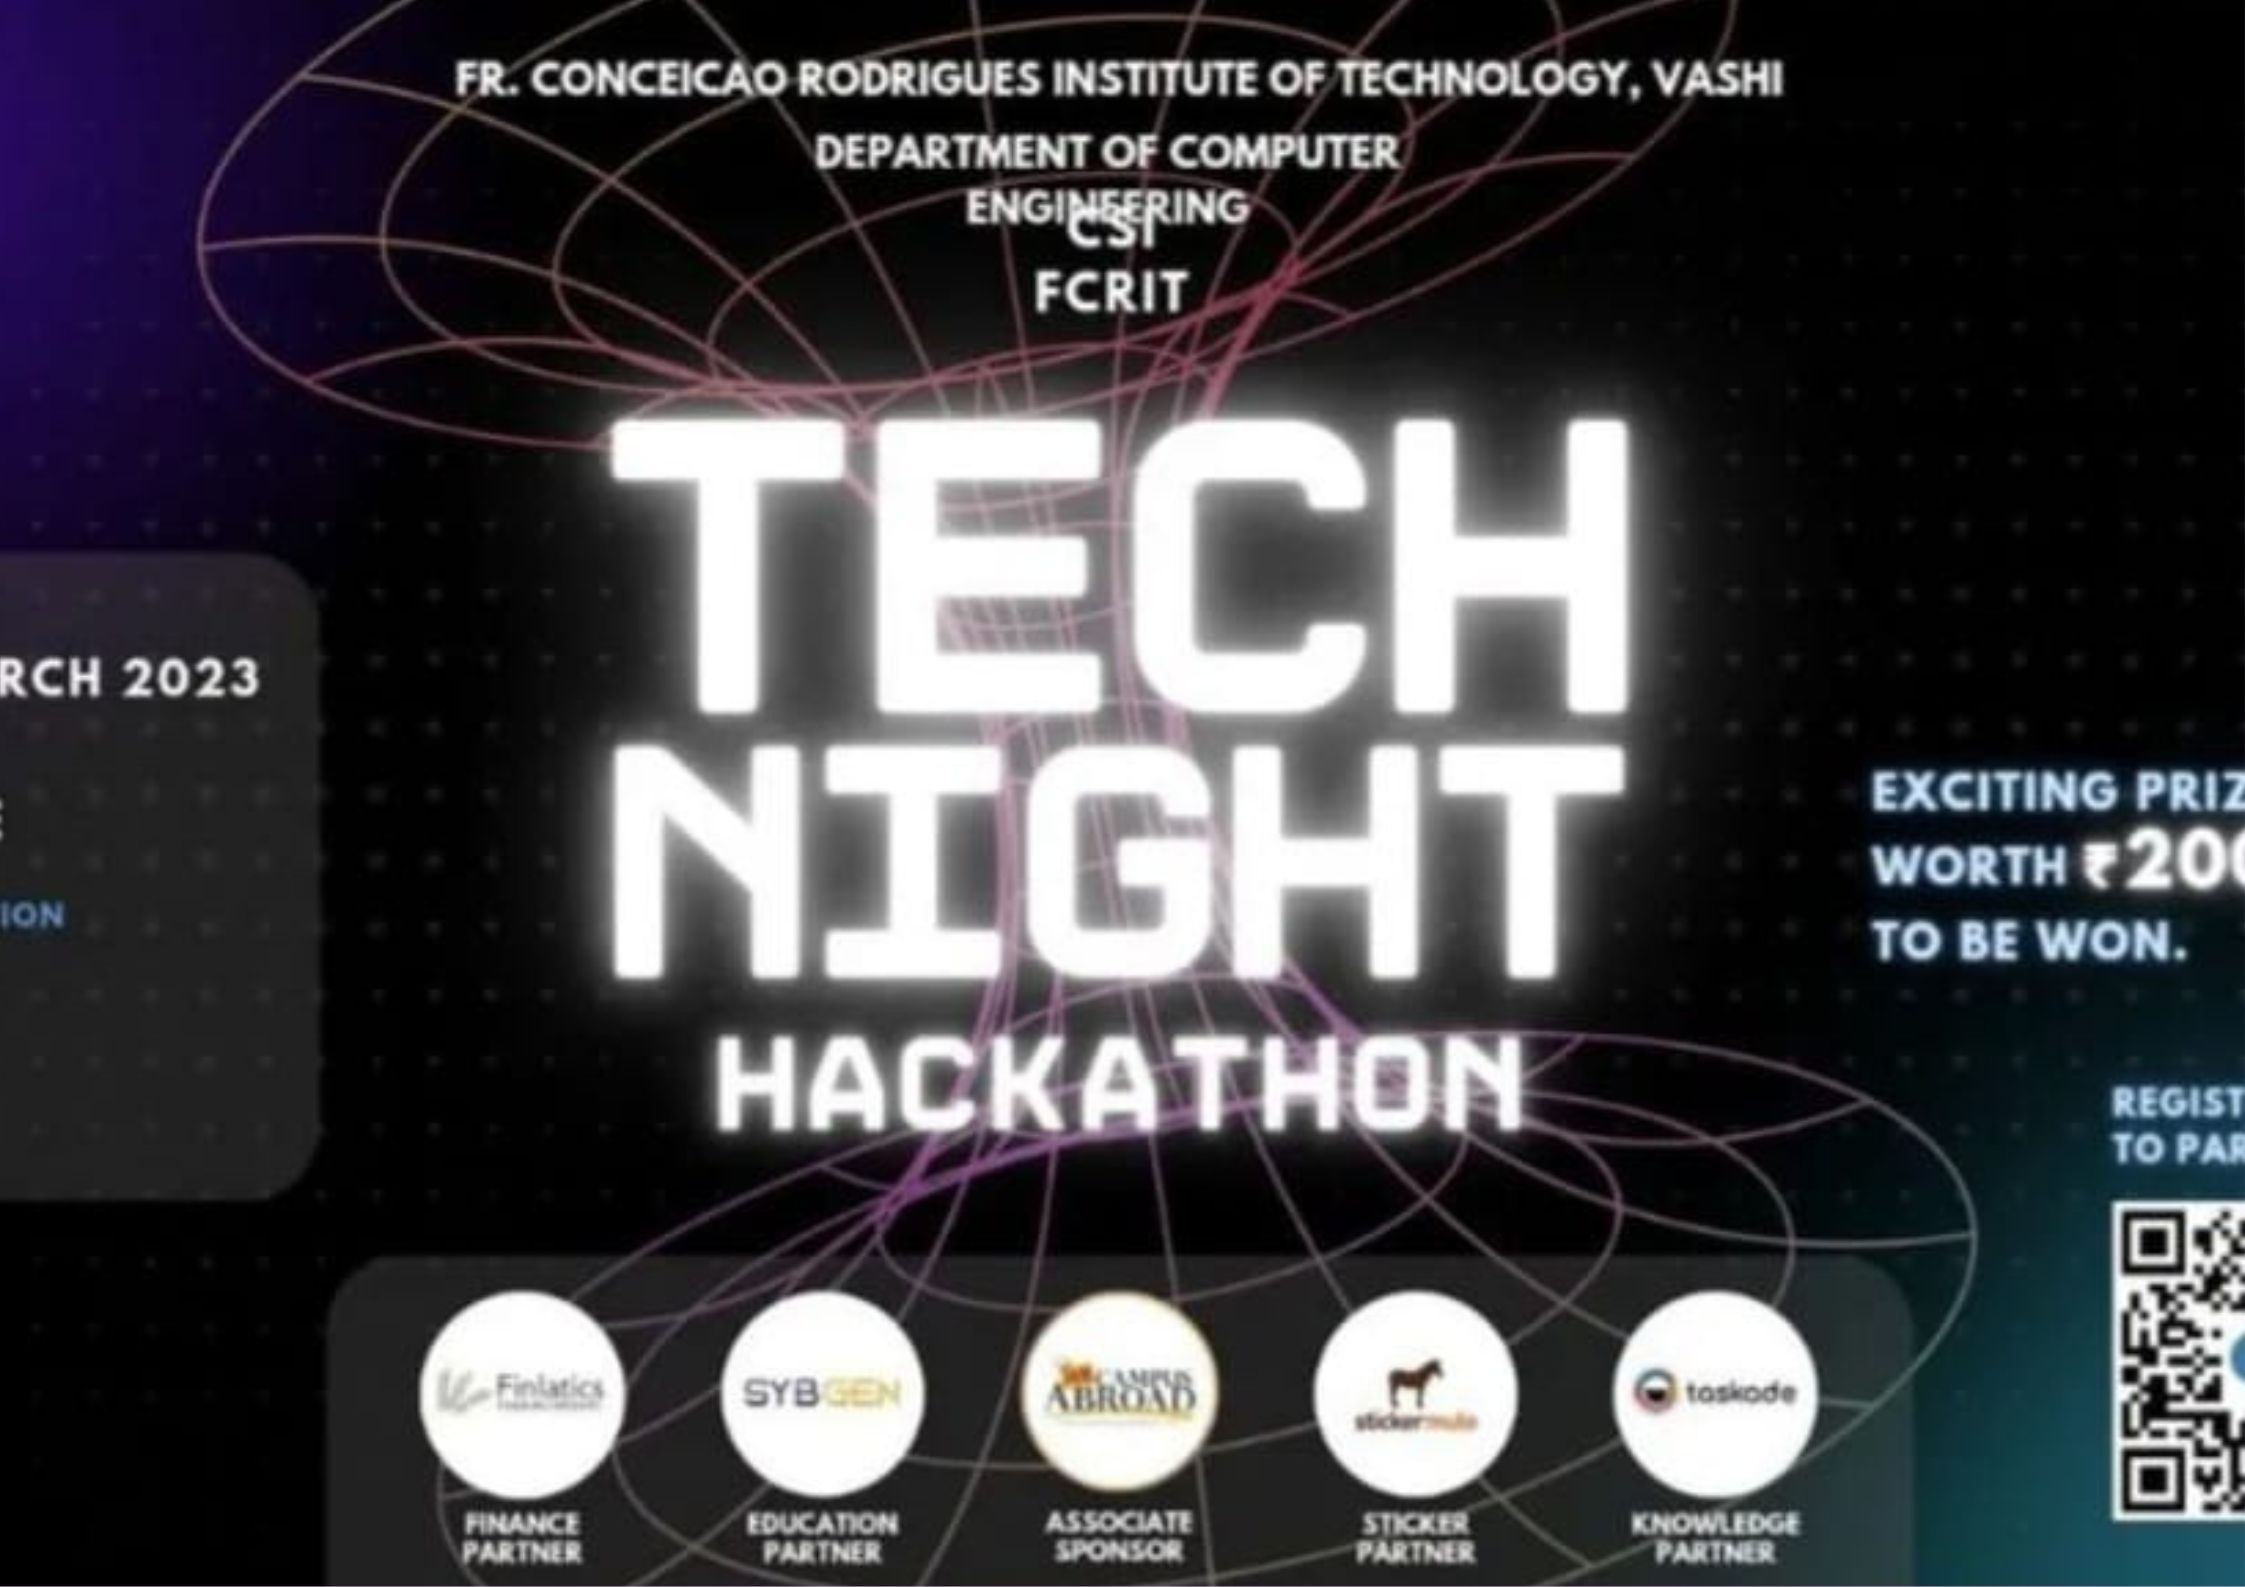 FR. CONCEICAO RODRIGUES INSTITUTE OF TECHNOLOGY, VASHI
DEPARTMENT OF COMPUTER
ENGINEERING
CSI
FCRIT
TECH
NIGHT
HACKATHON
RCH 2023
E
ION
EXCITING PRIZ
WORTH ₹200
TO BE WON.
REGIST
TO PAR
Finlatics
SYBGEN
CAMPUS
ABROAD
stickermule
taskade
FINANCE
PARTNER
EDUCATION
PARTNER
ASSOCIATE
SPONSOR
STICKER
PARTNER
KNOWLEDGE
PARTNER